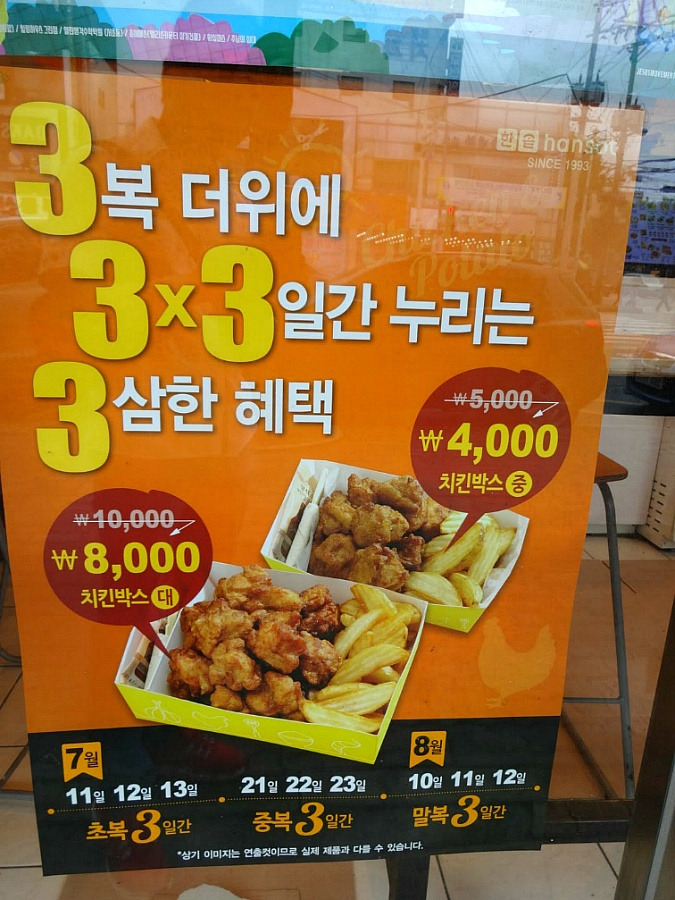 한솥 hansot
SINCE 1993
3복 더위에
3x3일간 누리는
3삼한 혜택
₩5,000
₩4,000
치킨박스 중
₩10,000
₩8,000
치킨박스 대
7월
11일 12일 13일
초복 3일간
21일 22일 23일
중복 3일간
8월
10일 11일 12일
말복 3일간
*상기 이미지는 연출컷이므로 실제 제품과 다를 수 있습니다.